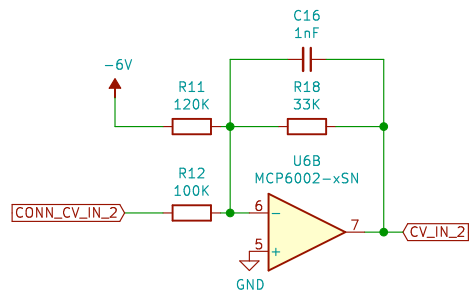 C16
1nF
-6V
R11
120K
R18
33K
U6B
MCP6002-xSN
R12
100K
CONN_CV_IN_2
6
-
7
CV_IN_2
5
+
GND